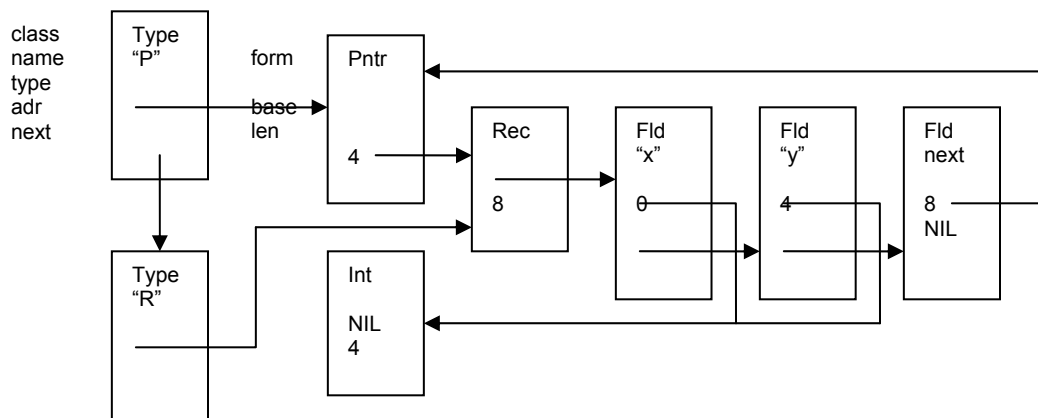 class
name
type
adr
next
Type
“P”
form
base
len
Pntr
4
Rec
8
Fld
“x”
0
Fld
“y”
4
Fld
next
8
NIL
Type
“R”
Int
NIL
4